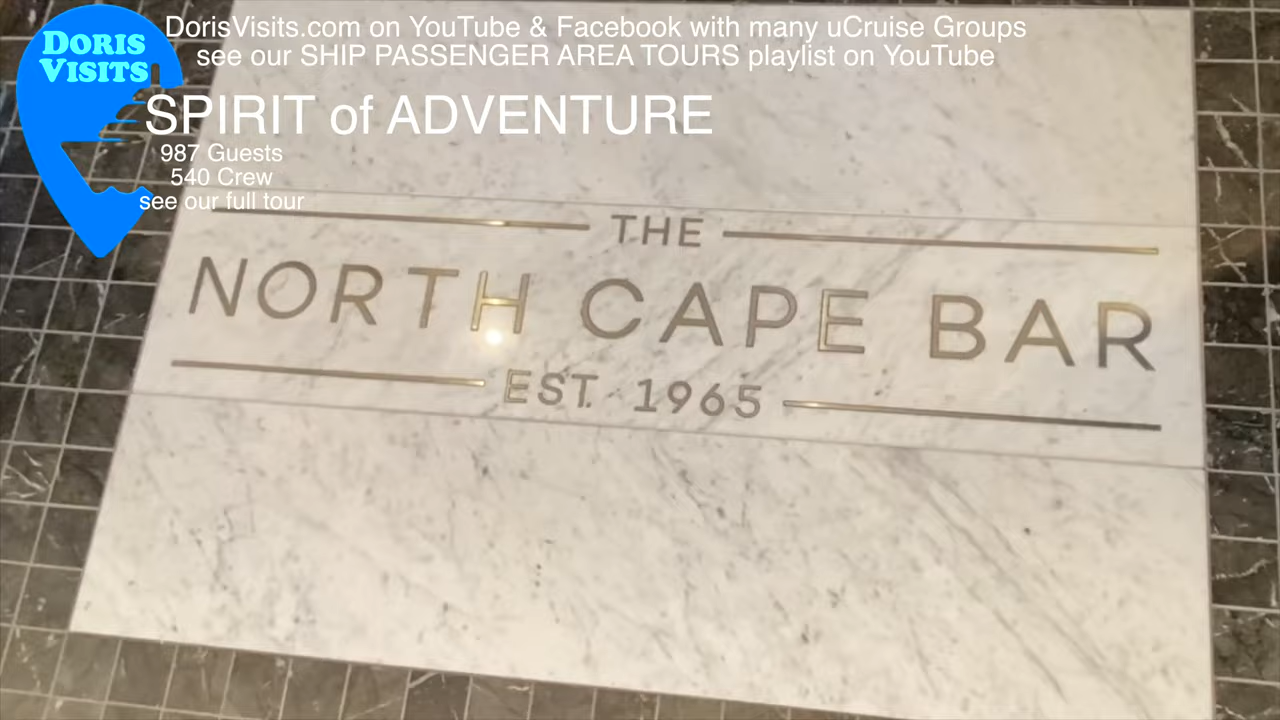 DORIS
VISITS
DorisVisits.com on YouTube & Facebook with many uCruise Groups
see our SHIP PASSENGER AREA TOURS playlist on YouTube
SPIRIT of ADVENTURE
987 Guests
540 Crew
see our full tour
THE
NORTH CAPE BAR
EST. 1965